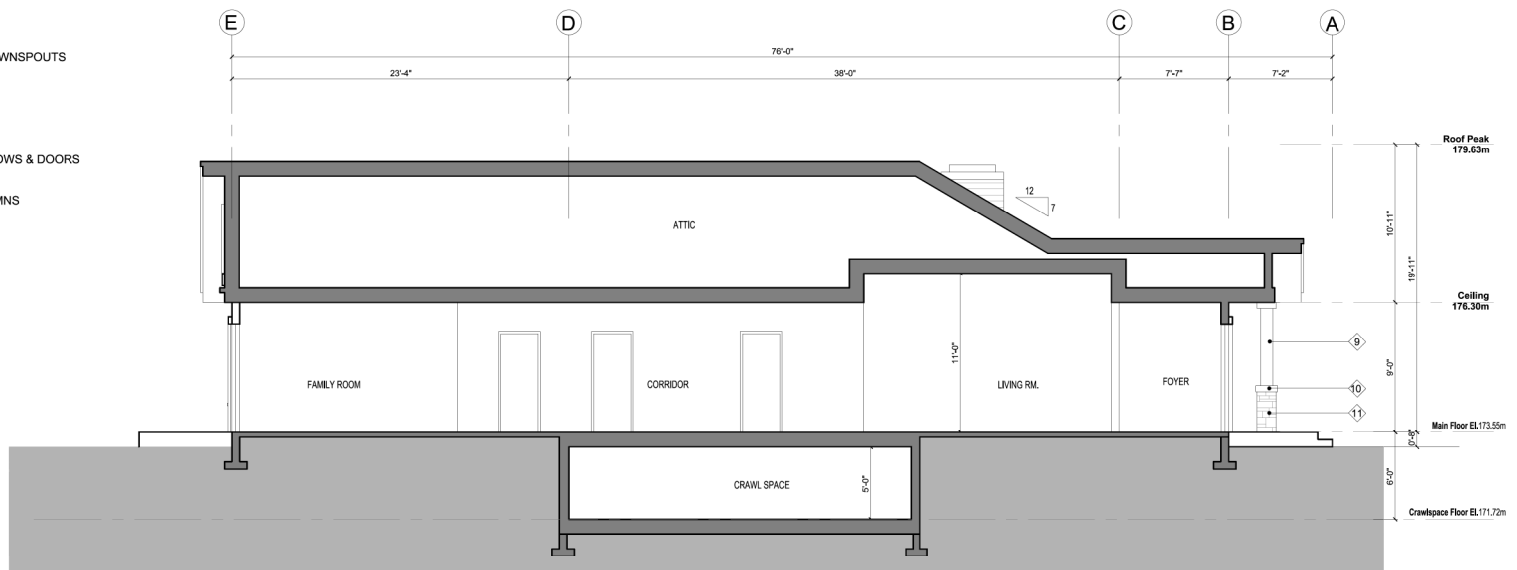 E
D
C
B
A
WNSPOUTS
76'-0"
23'-4"
38'-0"
7'-7"
7'-2"
Roof Peak
179.63m
OWS & DOORS
MNS
12
7
ATTIC
10'-11"
19'-11"
Ceiling
176.30m
11'-0"
9'-0"
9
FAMILY ROOM
CORRIDOR
LIVING RM.
FOYER
10
11
Main Floor El.173.55m
0'-8"
CRAWL SPACE
5'-0"
6'-0"
Crawlspace Floor El.171.72m